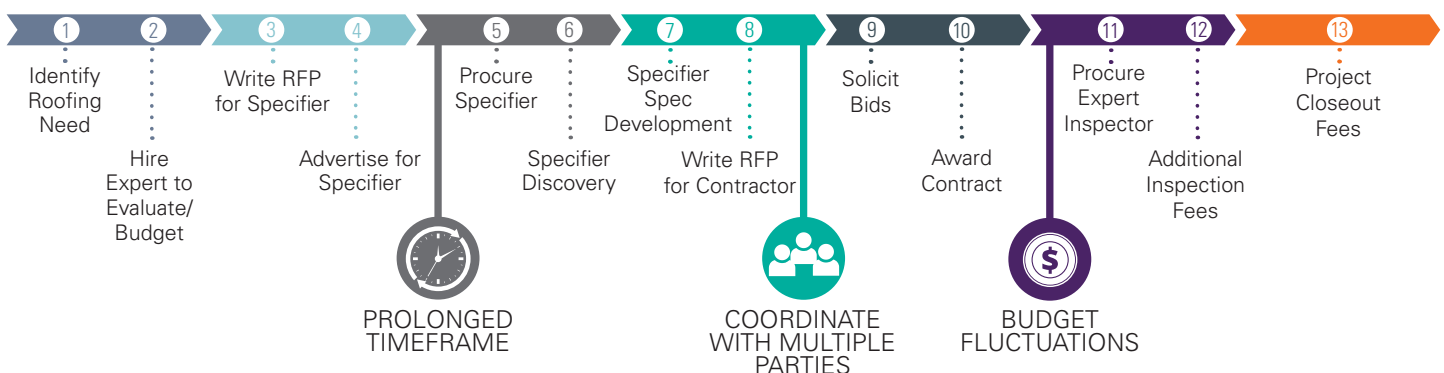 1
Identify
Roofing
Need
2
Hire
Expert to
Evaluate/
Budget
3
Write RFP
for Specifier
4
Advertise for
Specifier
5
Procure
Specifier
6
Specifier
Discovery
7
Specifier
Spec
Development
8
Write RFP
for Contractor
9
Solicit
Bids
10
Award
Contract
11
Procure
Expert
Inspector
12
Additional
Inspection
Fees
13
Project
Closeout
Fees
PROLONGED
TIMEFRAME
COORDINATE
WITH MULTIPLE
PARTIES
$
BUDGET
FLUCTUATIONS